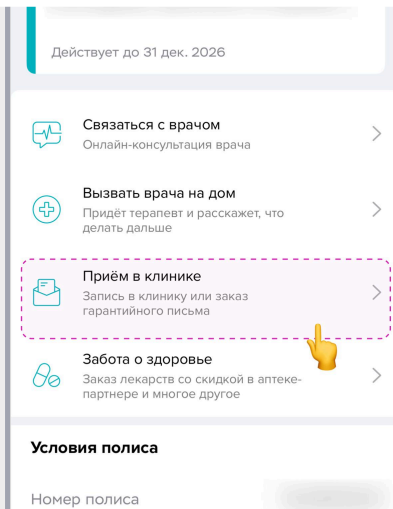 Действует до 31 дек. 2026
Связаться с врачом
Онлайн-консультация врача
Вызвать врача на дом
Придёт терапевт и расскажет, что
делать дальше
Приём в клинике
Запись в клинику или заказ
гарантийного письма
Забота о здоровье
Заказ лекарств со скидкой в аптеке-
партнере и многое другое
Условия полиса
Номер полиса